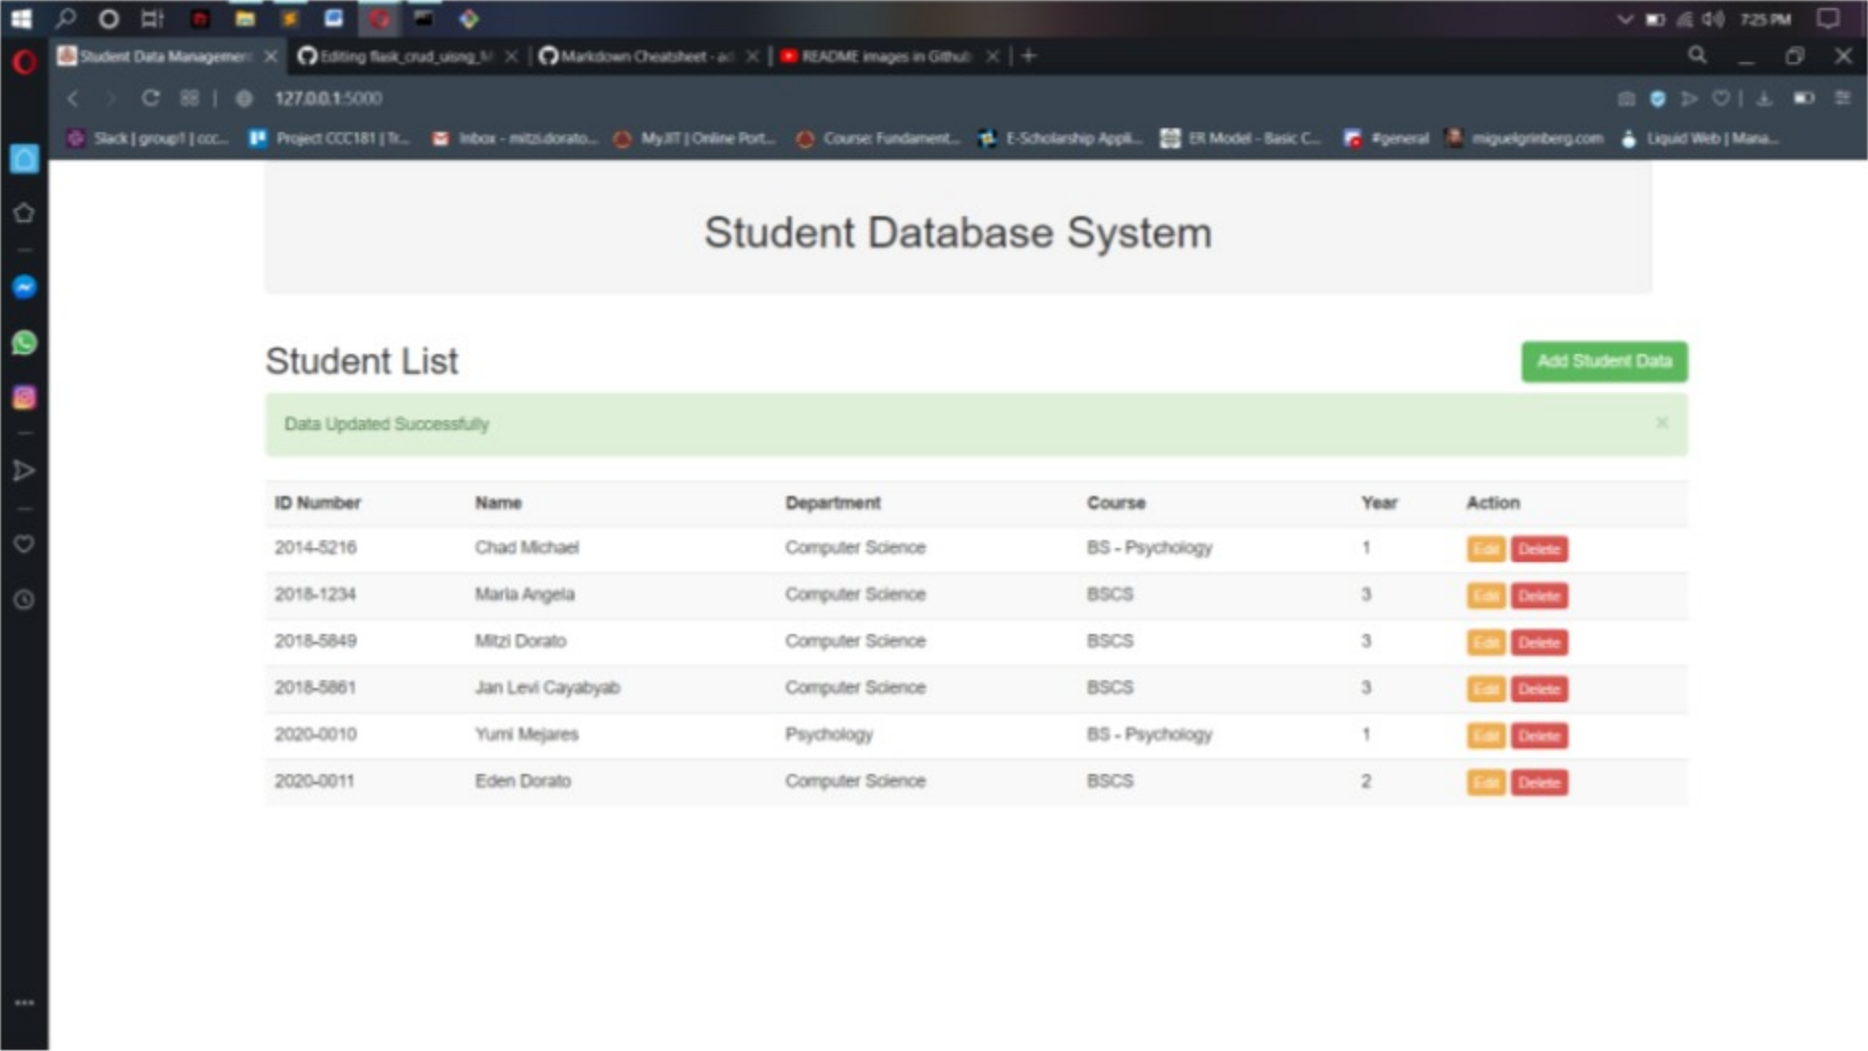 7:25 PM
Student Data Managemen
Editing flask_crud_uisng_M
Markdown Cheatsheet - ad
README images in Github
127.0.0.1:5000
Slack | group1 | ccc...
Project CCC181 | Tr...
Inbox - mitzi.dorato...
My.IIT | Online Port...
Course: Fundament...
E-Scholarship Appli...
ER Model - Basic C...
#general
miguelgrinberg.com
Liquid Web | Mana...
Student Database System
Student List
Add Student Data
Data Updated Successfully
×
ID Number Name Department Course Year Action
2014-5216 Chad Michael Computer Science BS - Psychology 1 Edit Delete
2018-1234 Maria Angela Computer Science BSCS 3 Edit Delete
2018-5849 Mitzi Dorato Computer Science BSCS 3 Edit Delete
2018-5861 Jan Levi Cayabyab Computer Science BSCS 3 Edit Delete
2020-0010 Yumi Mejares Psychology BS - Psychology 1 Edit Delete
2020-0011 Eden Dorato Computer Science BSCS 2 Edit Delete